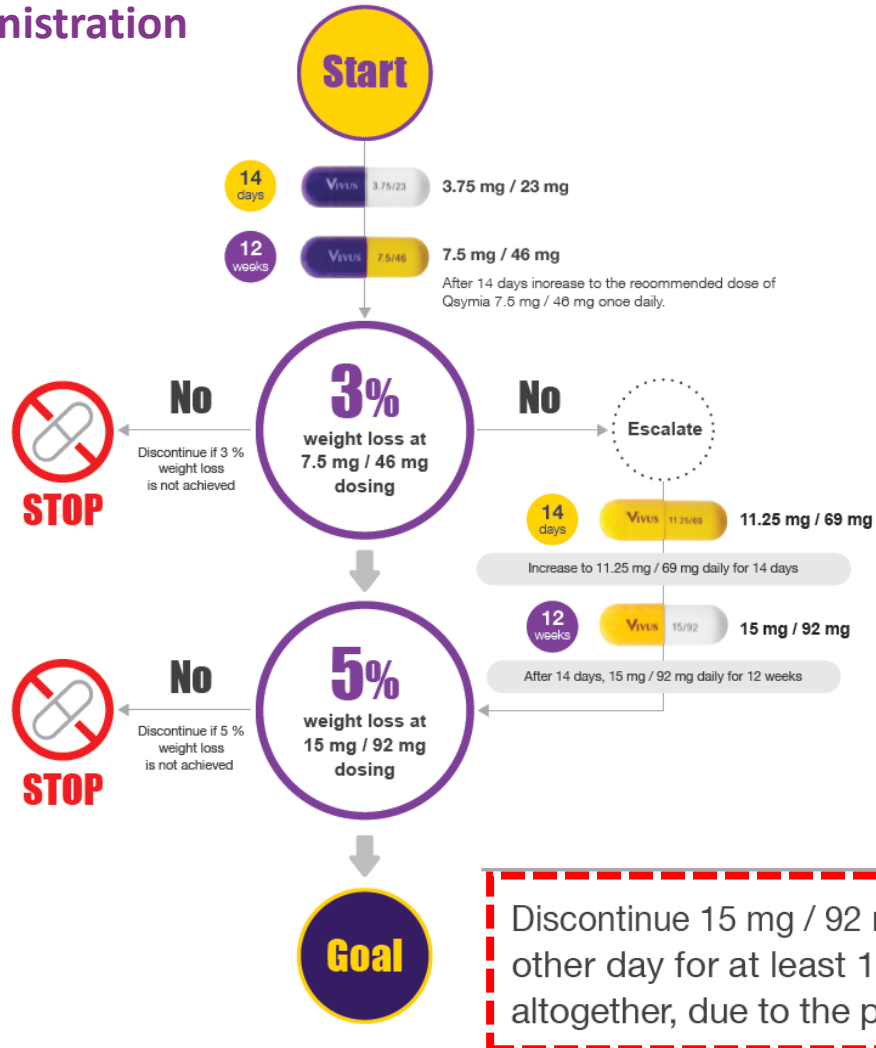 nistration
Start
14
days
VIVUS 3.75/23
3.75 mg / 23 mg
12
weeks
VIVUS 7.5/46
7.5 mg / 46 mg
After 14 days increase to the recommended dose of
Qsymia 7.5 mg / 46 mg once daily.
No
Discontinue if 3 %
weight loss
is not achieved
STOP
3%
weight loss at
7.5 mg / 46 mg
dosing
No
Escalate
14
days
VIVUS 11.25/69
11.25 mg / 69 mg
Increase to 11.25 mg / 69 mg daily for 14 days
12
weeks
VIVUS 15/92
15 mg / 92 mg
After 14 days, 15 mg / 92 mg daily for 12 weeks
No
Discontinue if 5 %
weight loss
is not achieved
STOP
5%
weight loss at
15 mg / 92 mg
dosing
Goal
Discontinue 15 mg / 92
other day for at least 1
altogether, due to the p